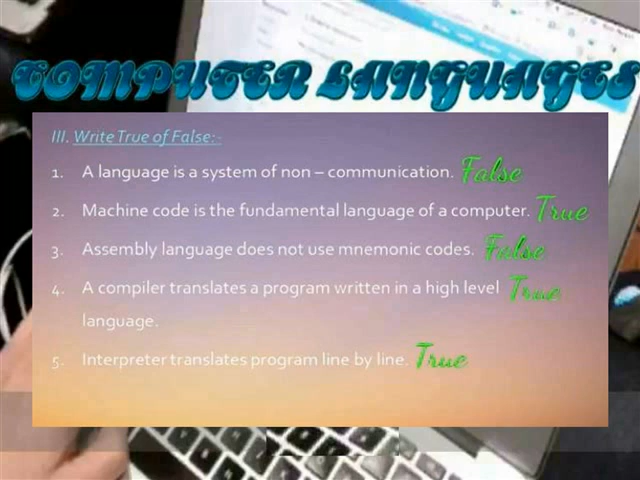 COMPUTER LANGUAGES
III. Write True of False:-
1. A language is a system of non – communication. False
2. Machine code is the fundamental language of a computer. True
3. Assembly language does not use mnemonic codes. False
4. A compiler translates a program written in a high level True
language.
5. Interpreter translates program line by line. True